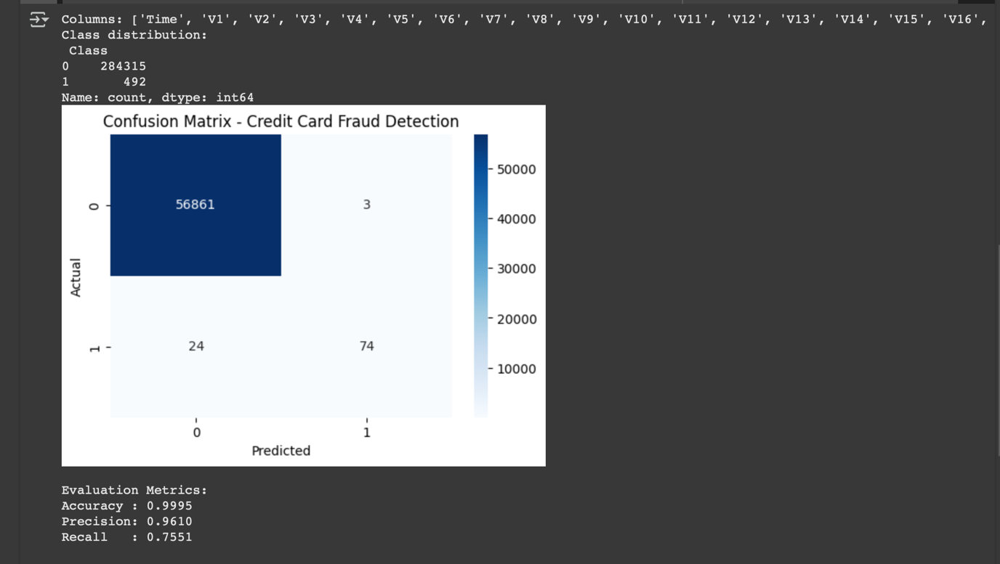 Columns: ['Time', 'V1', 'V2', 'V3', 'V4', 'V5', 'V6', 'V7', 'V8', 'V9', 'V10', 'V11', 'V12', 'V13', 'V14', 'V15', 'V16',
Class distribution:
Class
0 284315
1 492
Name: count, dtype: int64
Confusion Matrix - Credit Card Fraud Detection
50000
0 56861 3
40000
30000
Actual
20000
1 24 74
10000
0 1
Predicted
Evaluation Metrics:
Accuracy : 0.9995
Precision: 0.9610
Recall : 0.7551